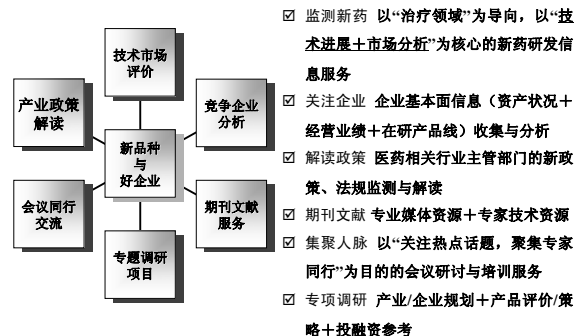 技术市场
评价
产业政策
解读
竞争企业
分析
新品种
与
好企业
会议同行
交流
期刊文献
服务
专题调研
项目
☑ 监测新药 以“治疗领域”为导向，以“技
术进展＋市场分析”为核心的新药研发信
息服务
☑ 关注企业 企业基本面信息（资产状况＋
经营业绩＋在研产品线）收集与分析
☑ 解读政策 医药相关行业主管部门的新政
策、法规监测与解读
☑ 期刊文献 专业媒体资源＋专家技术资源
☑ 集聚人脉 以“关注热点话题，聚集专家
同行”为目的的会议研讨与培训服务
☑ 专项调研 产业/企业规划＋产品评价/策
略＋投融资参考